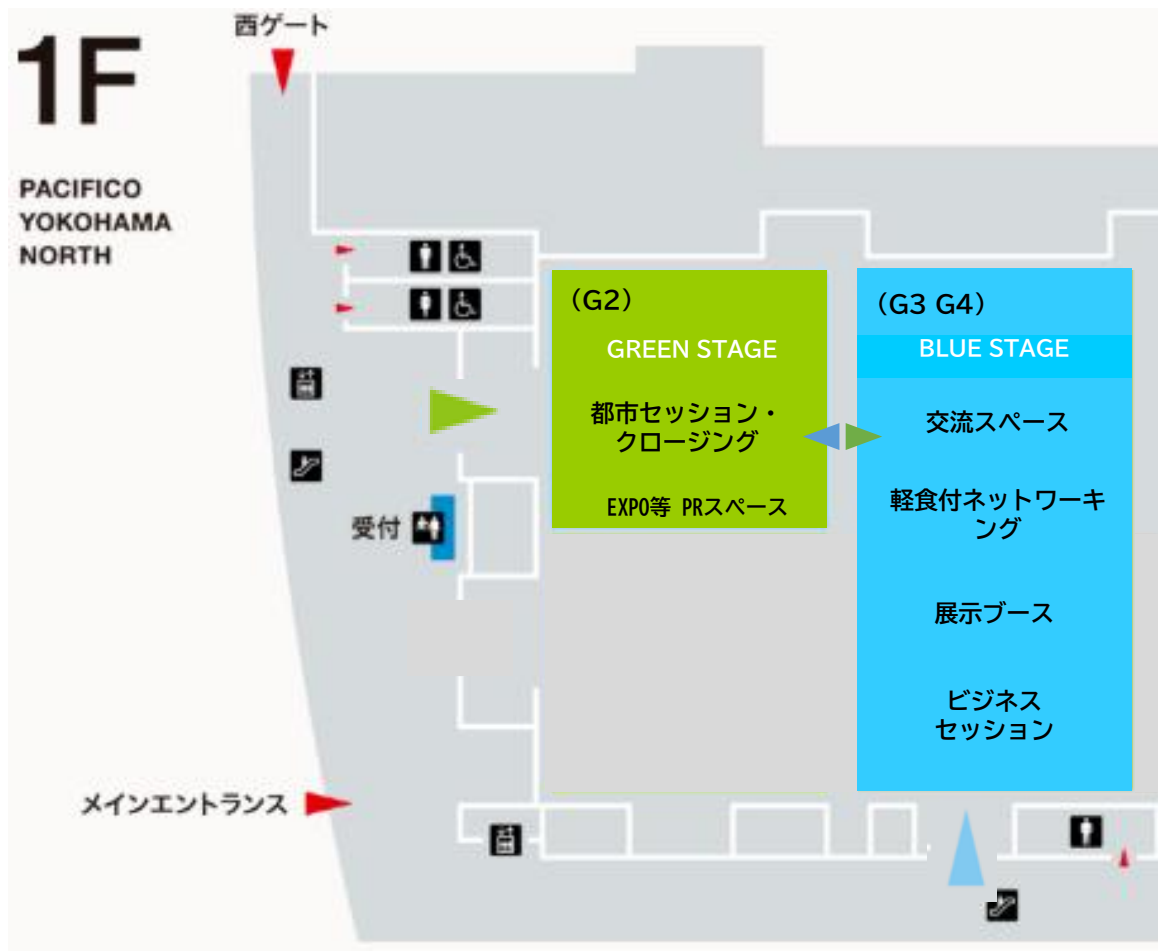 西ゲート
1F
PACIFICO
YOKOHAMA
NORTH
(G2)
GREEN STAGE
都市セッション・
クロージング
EXPO等 PRスペース
(G3 G4)
BLUE STAGE
交流スペース
軽食付ネットワーキ
ング
展示ブース
ビジネス
セッション
受付
メインエントランス